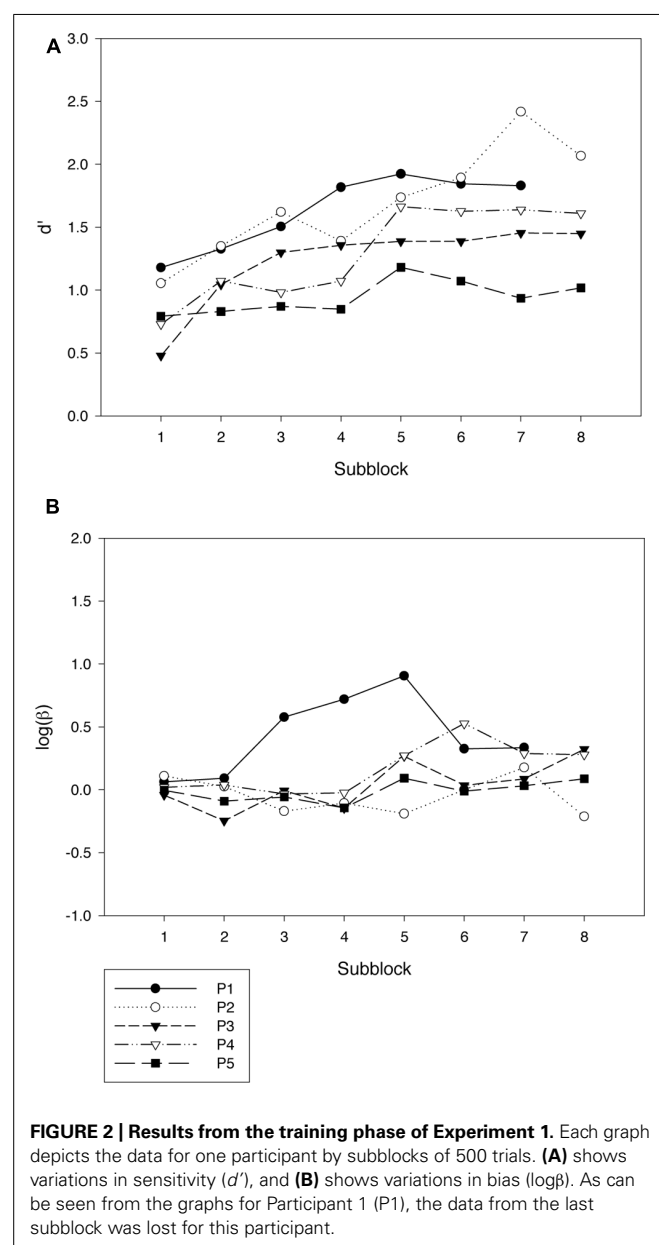 A
3.0
2.5
2.0
1.5
1.0
0.5
0.0
d'
1 2 3 4 5 6 7 8
Subblock
B
2.0
1.5
1.0
0.5
0.0
-0.5
-1.0
log(β)
1 2 3 4 5 6 7 8
Subblock
P1
P2
P3
P4
P5
FIGURE 2 | Results from the training phase of Experiment 1. Each graph
depicts the data for one participant by subblocks of 500 trials. (A) shows
variations in sensitivity (d'), and (B) shows variations in bias (logβ). As can
be seen from the graphs for Participant 1 (P1), the data from the last
subblock was lost for this participant.